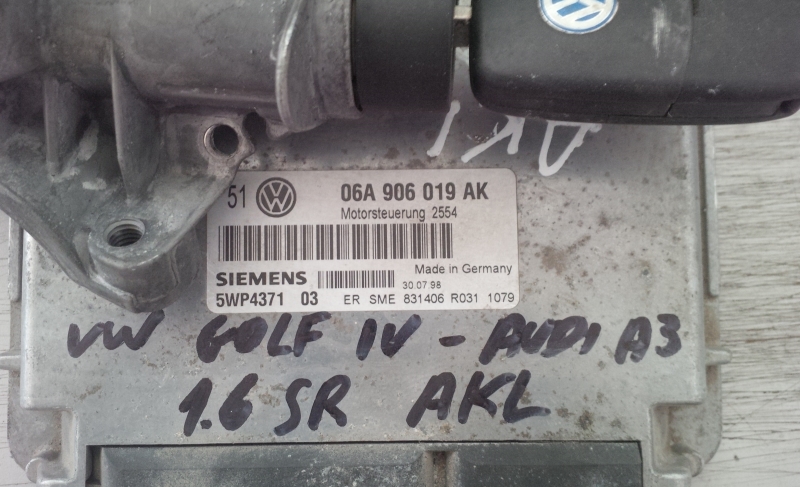 AKL
51 06A 906 019 AK
Motorsteuerung 2554
Made in Germany
SIEMENS 30.07.98
5WP4371 03 ER SME 831406 R031 1079
VW GOLF IV - AUDI A3
1.6 SR AKL